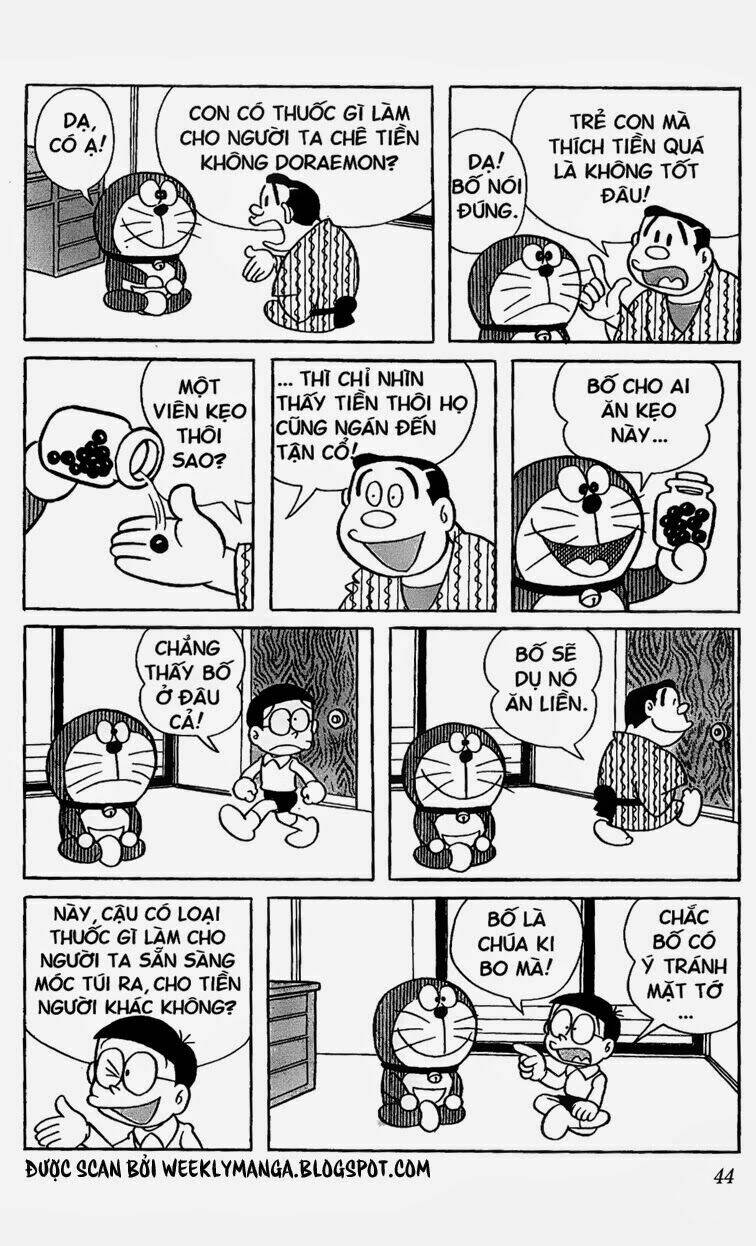 TRẺ CON MÀ
THÍCH TIỀN QUÁ
LÀ KHÔNG TỐT
ĐÂU!
DẠ!
BỐ NÓI
ĐÚNG.
CON CÓ THUỐC GÌ LÀM
CHO NGƯỜI TA CHÊ TIỀN
KHÔNG DORAEMON?
DẠ,
CÓ Ạ!
BỐ CHO AI
ĂN KẸO
NÀY...
... THÌ CHỈ NHÌN
THẤY TIỀN THÔI HỌ
CŨNG NGÁN ĐẾN
TẬN CỔ!
MỘT
VIÊN KẸO
THÔI
SAO?
BỐ SẼ
DỤ NÓ
ĂN LIỀN.
CHẲNG
THẤY BỐ
Ở ĐÂU
CẢ!
CHẮC
BỐ CÓ
Ý TRÁNH
MẶT TỚ
...
BỐ LÀ
CHÚA KI
BO MÀ!
NÀY, CẬU CÓ LOẠI
THUỐC GÌ LÀM CHO
NGƯỜI TA SẴN SÀNG
MÓC TÚI RA, CHO TIỀN
NGƯỜI KHÁC KHÔNG?
ĐƯỢC SCAN BỞI WEEKLYMANGA.BLOGSPOT.COM
44